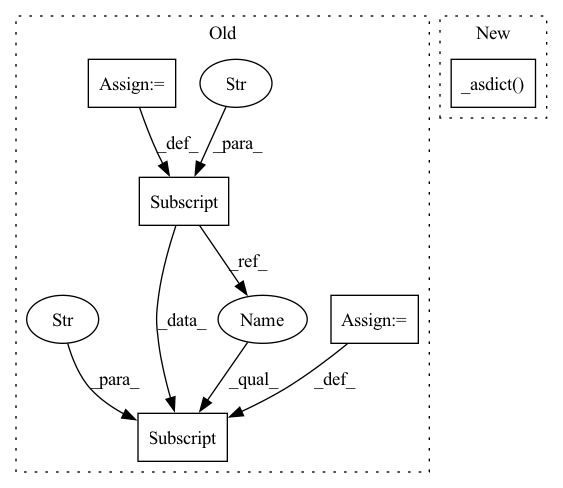 Old
New
Assign:=
Str
_asdict()
_def_
_para_
Subscript
_ref_
_data_
Str
Name
Assign:=
_para_
_qual_
_def_
Subscript